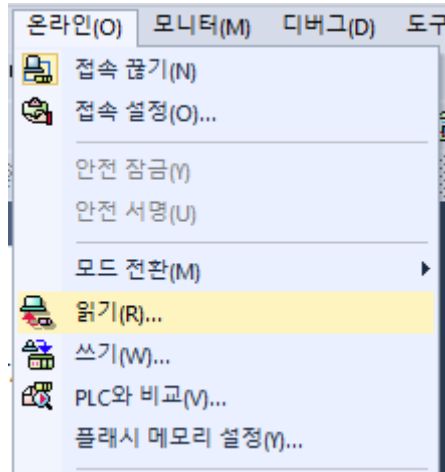 온라인(O) 모니터(M) 디버그(D) 도구
접속 끊기(N)
접속 설정(O)...
안전 잠금(Y)
안전 서명(U)
모드 전환(M)
읽기(R)...
쓰기(W)...
PLC와 비교(V)...
플래시 메모리 설정(Y)...